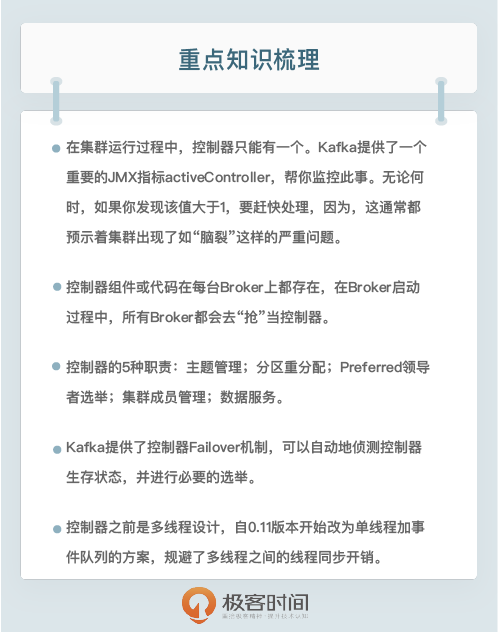 重点知识梳理
在集群运行过程中，控制器只能有一个。Kafka提供了一个
重要的JMX指标activeController，帮你监控此事。无论何
时，如果你发现该值大于1，要赶快处理，因为，这通常都
预示着集群出现了如“脑裂”这样的严重问题。
控制器组件或代码在每台Broker上都存在，在Broker启动
过程中，所有Broker都会去“抢”当控制器。
控制器的5种职责：主题管理；分区重分配；Preferred领导
者选举；集群成员管理；数据服务。
Kafka提供了控制器Failover机制，可以自动地侦测控制器
生存状态，并进行必要的选举。
控制器之前是多线程设计，自0.11版本开始改为单线程加事
件队列的方案，规避了多线程之间的线程同步开销。
极客时间